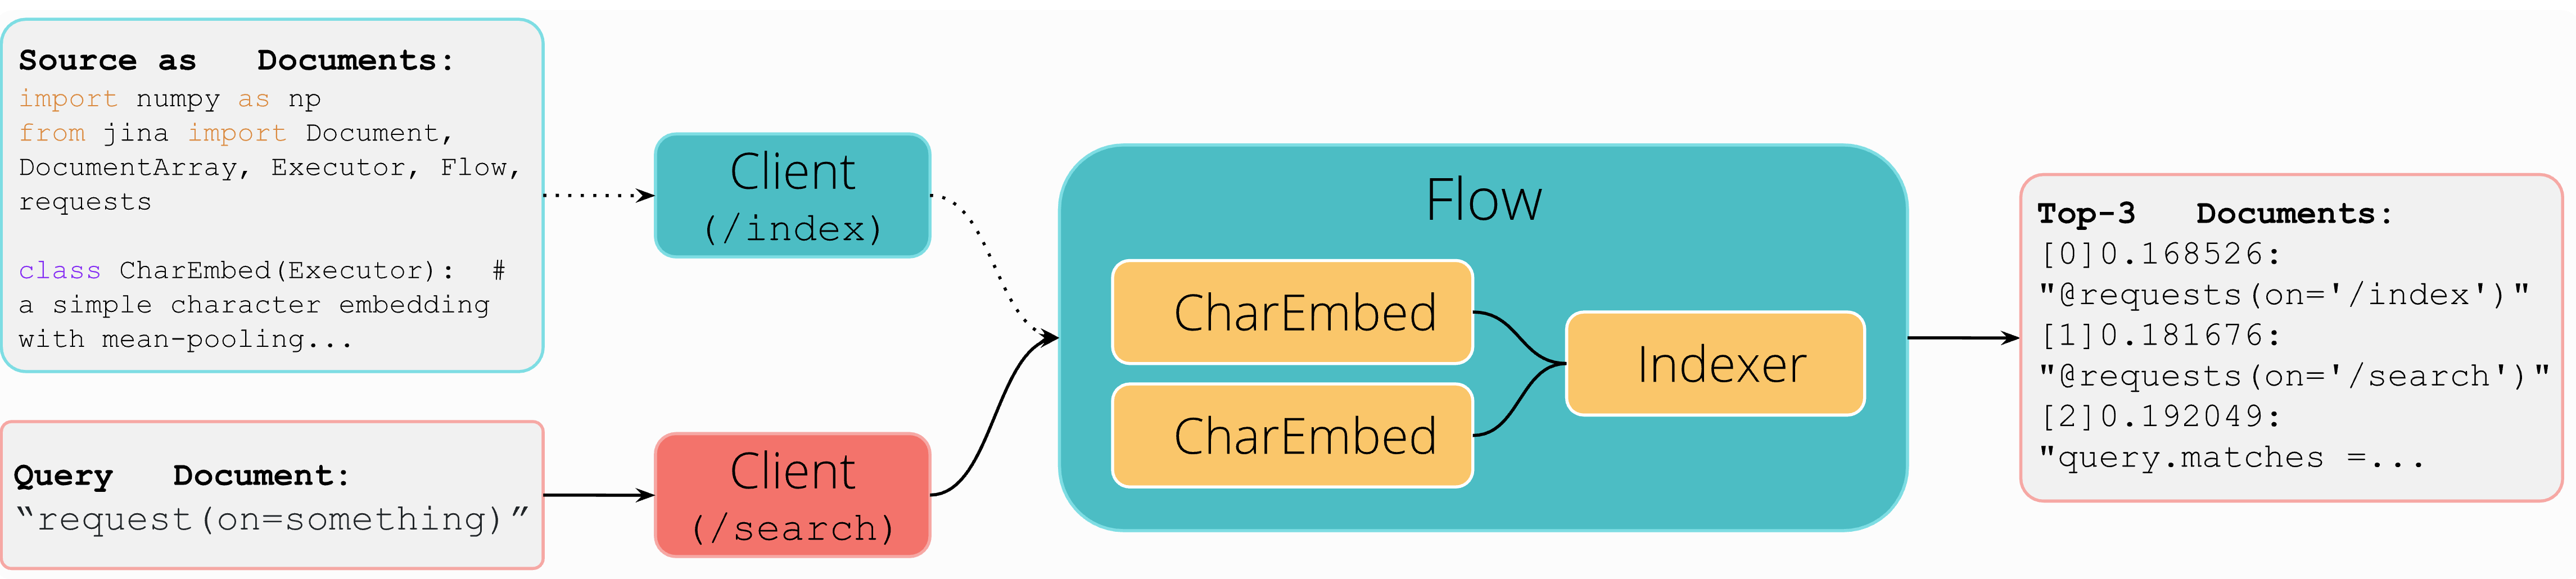 Source as Documents:
import numpy as np
from jina import Document,
DocumentArray, Executor, Flow,
requests
class CharEmbed(Executor): #
a simple character embedding
with mean-pooling...
Query Document:
“request(on=something)”
Client
(/index)
Client
(/search)
Flow
CharEmbed
CharEmbed
Indexer
Top-3 Documents:
[0]0.168526:
"@requests(on='/index')"
[1]0.181676:
"@requests(on='/search')"
[2]0.192049:
"query.matches =...